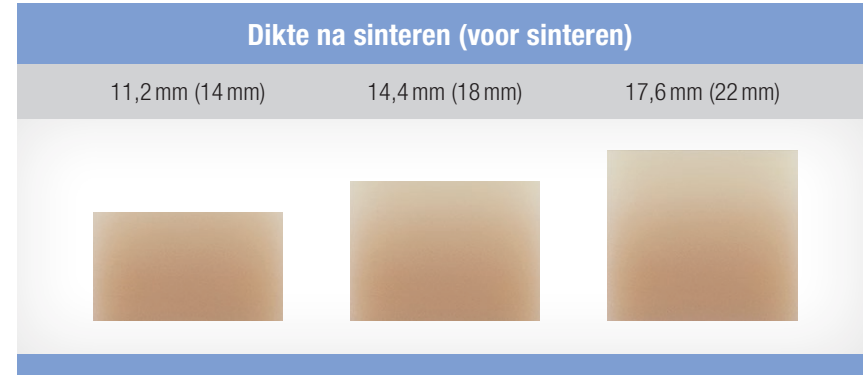 Dikte na sinteren (voor sinteren)
11,2 mm (14 mm) 14,4 mm (18 mm) 17,6 mm (22 mm)